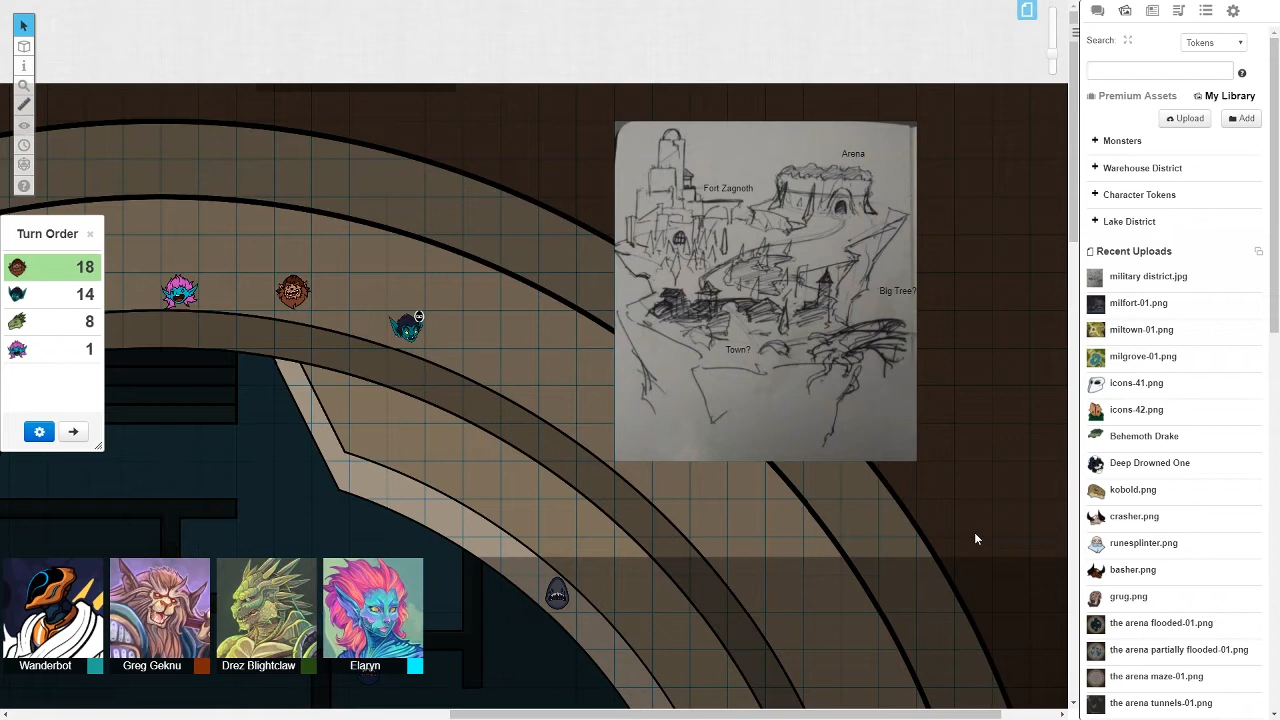 Search:
Tokens
Premium Assets
My Library
Upload
Add
Monsters
Warehouse District
Character Tokens
Lake District
Recent Uploads
military district.jpg
milfort-01.png
miltown-01.png
milgrove-01.png
icons-41.png
icons-42.png
Behemoth Drake
Deep Drowned One
kobold.png
crasher.png
runesplinter.png
basher.png
grug.png
the arena flooded-01.png
the arena partially flooded-01.png
the arena maze-01.png
the arena tunnels-01.png
Arena
Fort Zagnoth
Big Tree?
Town?
Turn Order
18
14
8
1
Wanderbot
Greg Geknu
Drez Blightclaw
Elaryn